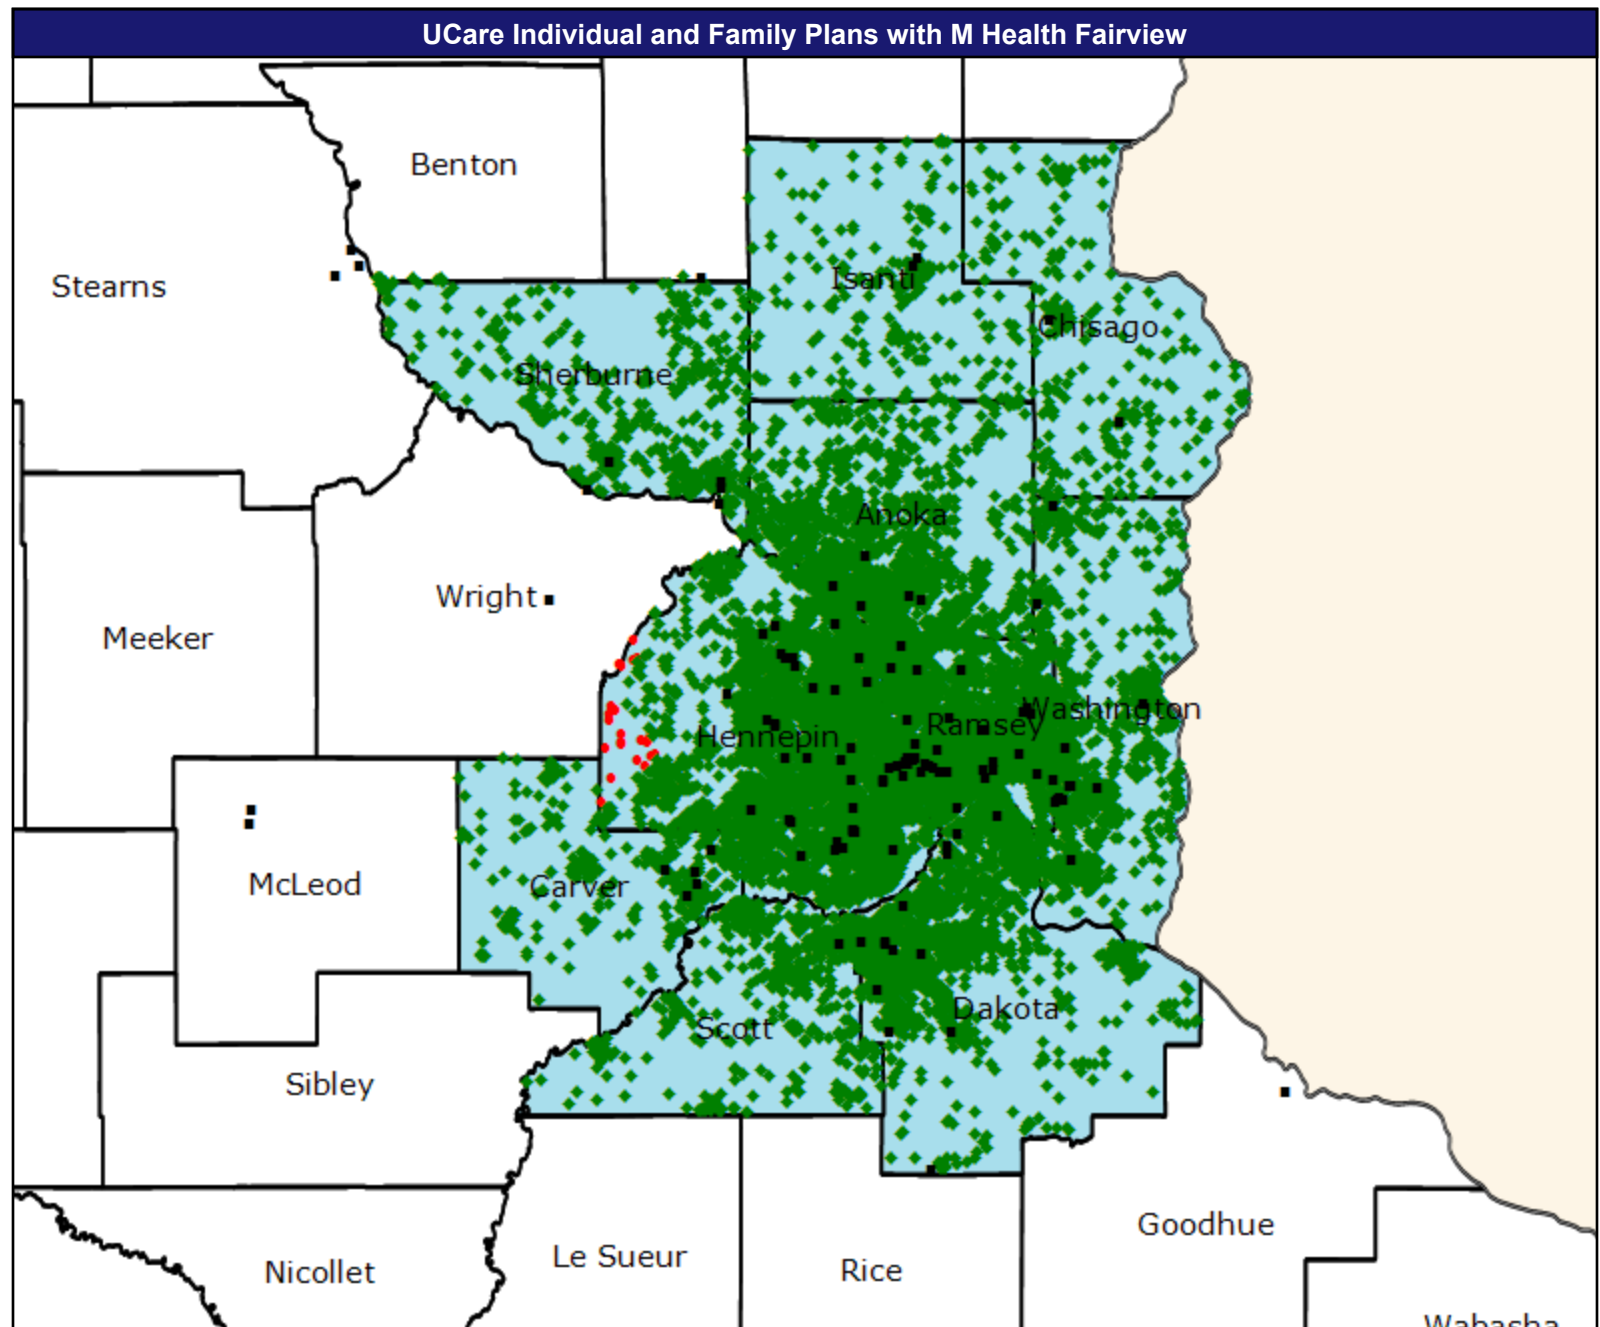 UCare Individual and Family Plans with M Health Fairview
Benton
Stearns
Isanti
Chisago
Sherburne
Anoka
Wright
Meeker
Washington
Ramsey
Hennepin
McLeod
Carver
Dakota
Scott
Sibley
Goodhue
Le Sueur
Rice
Nicollet
Wabasha